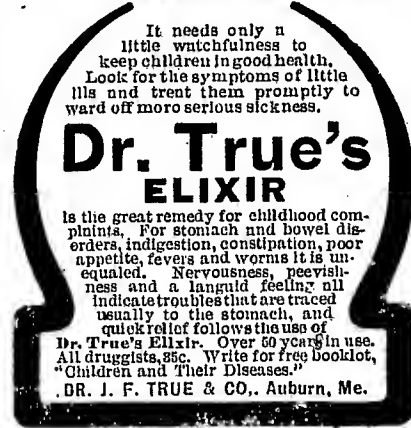 It needs only a
little watchfulness to
keep children in good health.
Look for the symptoms of little
ills and treat them promptly to
ward off more serious sickness.
Dr. True's
ELIXIR
is the great remedy for childhood com-
plaints. For stomach and bowel dis-
orders, indigestion, constipation, poor
appetite, fevers and worms it is un-
equaled. Nervousness, peevish-
ness and a languid feeling all
indicate troubles that are traced
usually to the stomach, and
quick relief follows the use of
Dr. True's Elixir. Over 50 years in use.
All druggists, 35c. Write for free booklet,
"Children and Their Diseases."
DR. J. F. TRUE & CO., Auburn, Me.